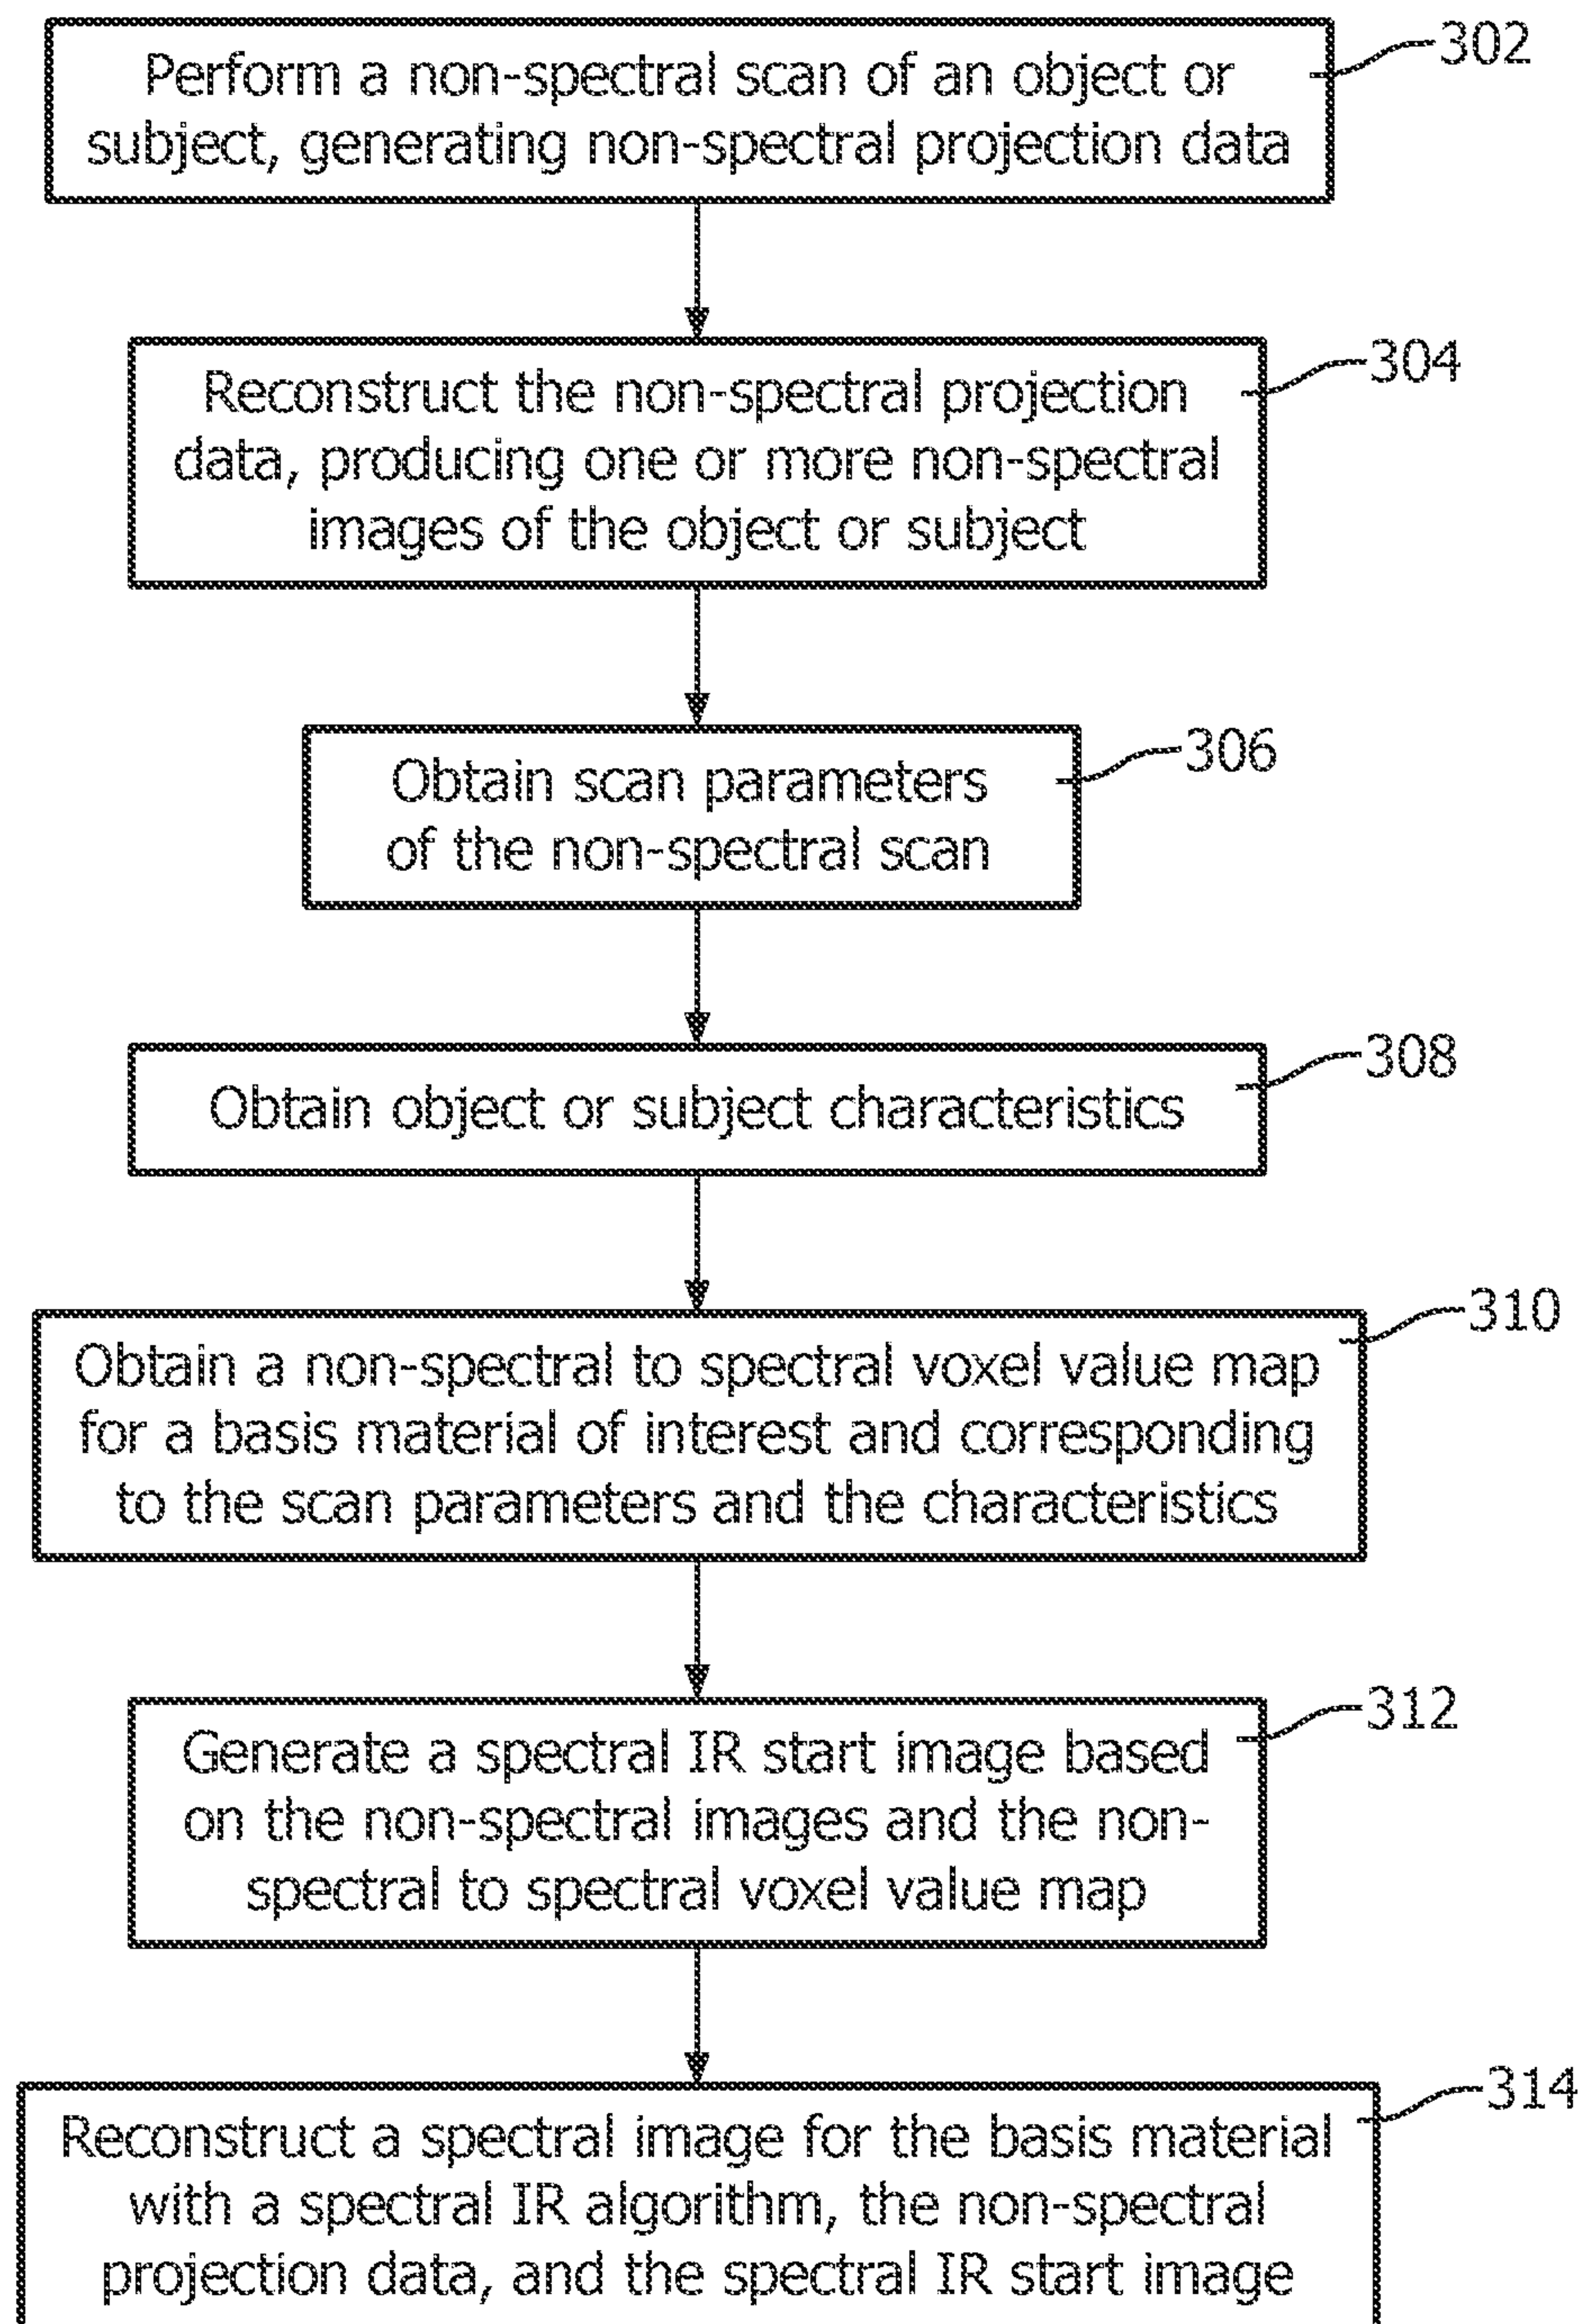 302
Perform a non-spectral scan of an object or
subject, generating non-spectral projection data
304
Reconstruct the non-spectral projection
data, producing one or more non-spectral
images of the object or subject
306
Obtain scan parameters
of the non-spectral scan
308
Obtain object or subject characteristics
310
Obtain a non-spectral to spectral voxel value map
for a basis material of interest and corresponding
to the scan parameters and the characteristics
312
Generate a spectral IR start image based
on the non-spectral images and the non-
spectral to spectral voxel value map
314
Reconstruct a spectral image for the basis material
with a spectral IR algorithm, the non-spectral
projection data, and the spectral IR start image